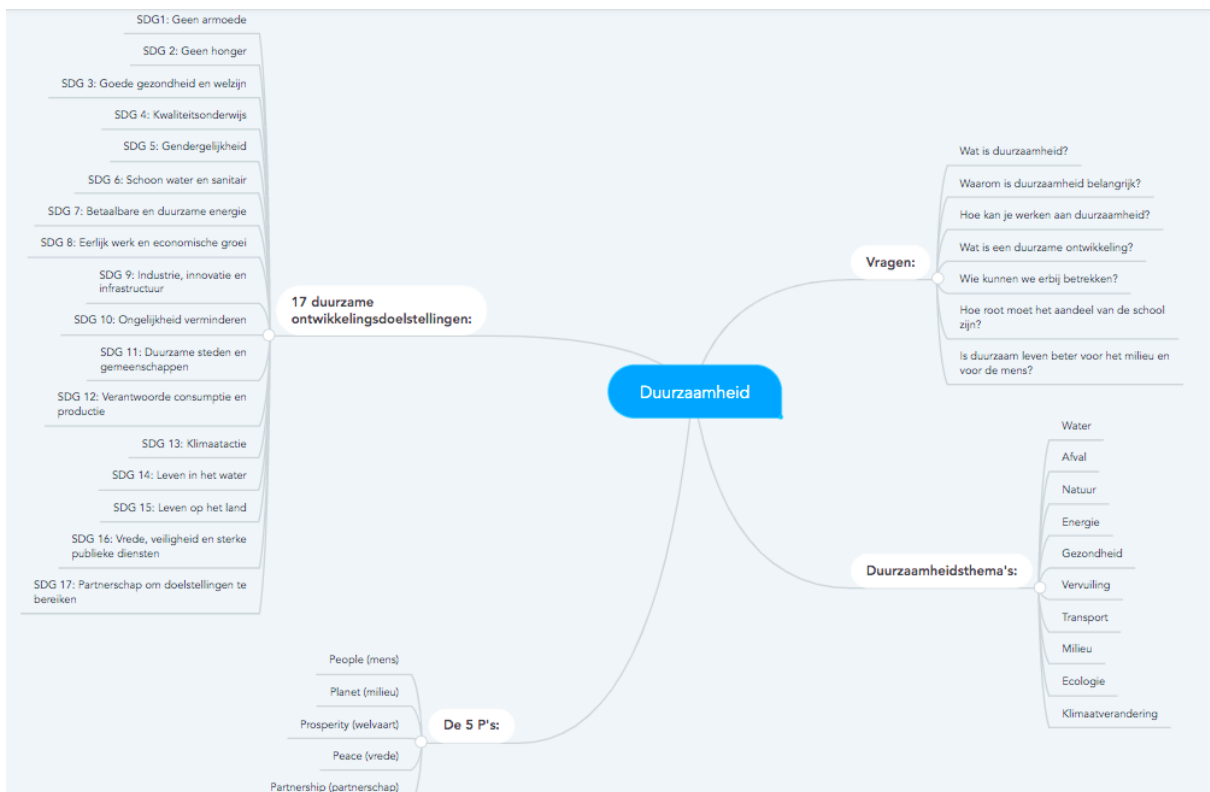 SDG1: Geen armoede
SDG 2: Geen honger
SDG 3: Goede gezondheid en welzijn
SDG 4: Kwaliteitsonderwijs
SDG 5: Gendergelijkheid
SDG 6: Schoon water en sanitair
SDG 7: Betaalbare en duurzame energie
SDG 8: Eerlijk werk en economische groei
SDG 9: Industrie, innovatie en
infrastructuur
SDG 10: Ongelijkheid verminderen
SDG 11: Duurzame steden en
gemeenschappen
SDG 12: Verantwoorde consumptie en
productie
SDG 13: Klimaatactie
SDG 14: Leven in het water
SDG 15: Leven op het land
SDG 16: Vrede, veiligheid en sterke
publieke diensten
SDG 17: Partnerschap om doelstellingen te
bereiken
17 duurzame
ontwikkelingsdoelstellingen:
Duurzaamheid
Vragen:
Wat is duurzaamheid?
Waarom is duurzaamheid belangrijk?
Hoe kan je werken aan duurzaamheid?
Wat is een duurzame ontwikkeling?
Wie kunnen we erbij betrekken?
Hoe root moet het aandeel van de school
zijn?
Is duurzaam leven beter voor het milieu en
voor de mens?
Duurzaamheidsthema's:
Water
Afval
Natuur
Energie
Gezondheid
Vervuiling
Transport
Milieu
Ecologie
Klimaatverandering
De 5 P's:
People (mens)
Planet (milieu)
Prosperity (welvaart)
Peace (vrede)
Partnership (partnerschap)